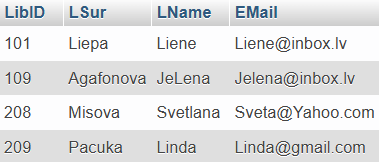 LibID LSur LName EMail
101 Liepa Liene Liene@inbox.lv
109 Agafonova JeLena Jelena@inbox.lv
208 Misova Svetlana Sveta@Yahoo.com
209 Pacuka Linda Linda@gmail.com